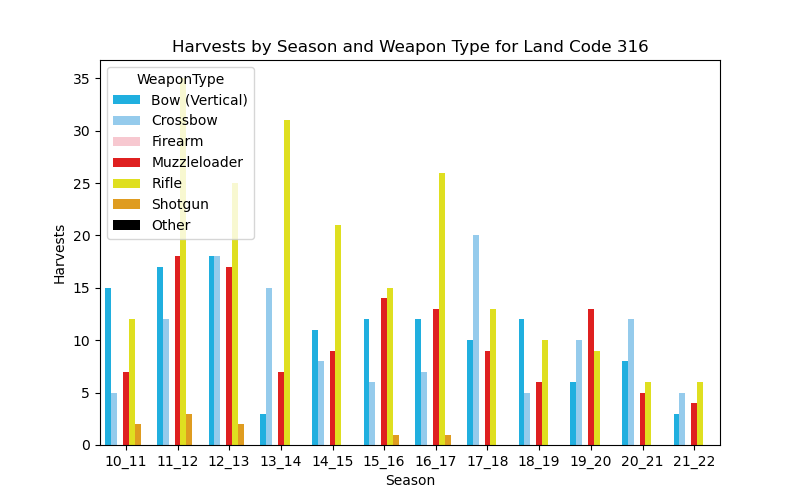 Harvests by Season and Weapon Type for Land Code 316
WeaponType
Bow (Vertical)
Crossbow
Firearm
Muzzleloader
Rifle
Shotgun
Other
Harvests
35
30
25
20
15
10
5
0
10_11 11_12 12_13 13_14 14_15 15_16 16_17 17_18 18_19 19_20 20_21 21_22
Season